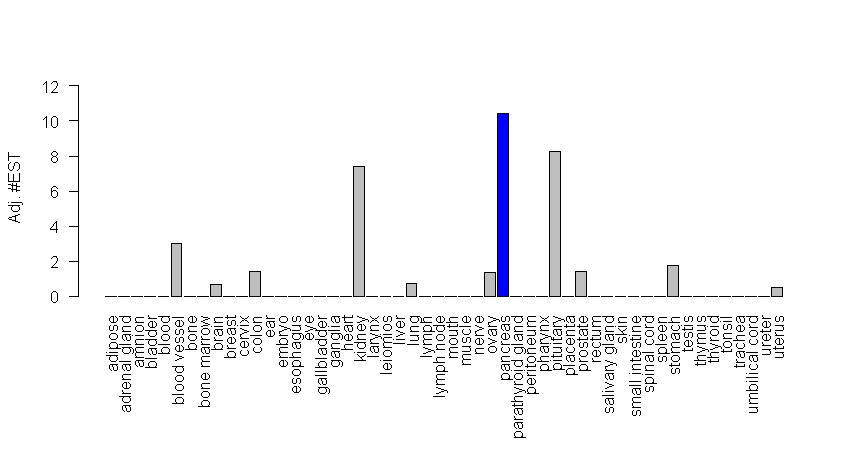 12
10
8
6
4
2
0
Adj. #EST
adipose
adrenal gland
amnion
bladder
blood
blood vessel
bone
bone marrow
brain
breast
cervix
colon
ear
embryo
esophagus
eye
gallbladder
ganglia
heart
kidney
larynx
leiomios
liver
lung
lymph
lymph node
mouth
muscle
nerve
ovary
pancreas
parathyroid gland
peritoneum
pharynx
pituitary
placenta
prostate
rectum
salivary gland
skin
small intestine
spinal cord
spleen
stomach
testis
thymus
thyroid
tonsil
trachea
umbilical cord
ureter
uterus